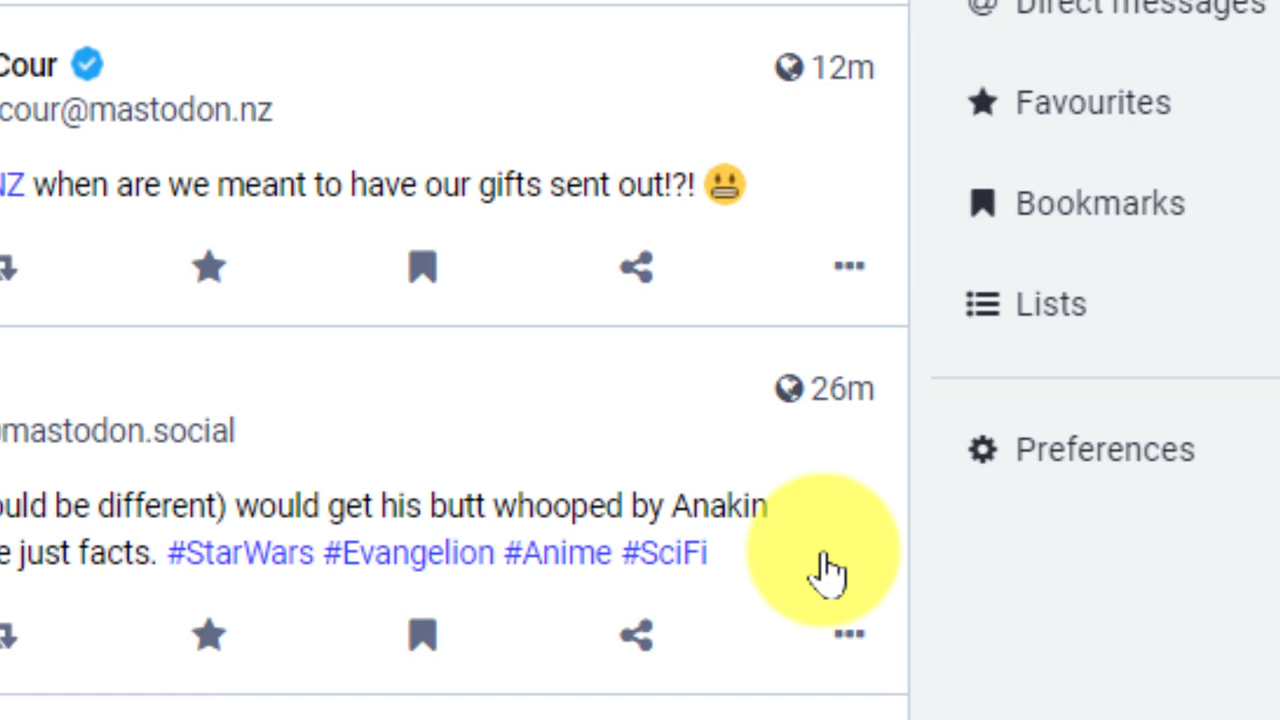 Cour
12m
cour@mastodon.nz
NZ when are we meant to have our gifts sent out!?!
26m
mastodon.social
would be different) would get his butt whooped by Anakin
just facts. #StarWars #Evangelion #Anime #SciFi
Direct messages
Favourites
Bookmarks
Lists
Preferences